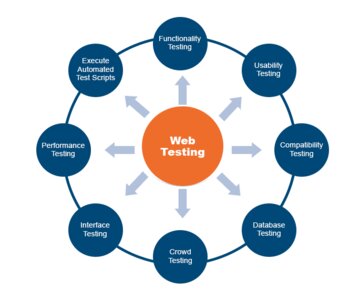 Functionality
Testing
Usability
Testing
Compatibility
Testing
Database
Testing
Crowd
Testing
Interface
Testing
Performance
Testing
Execute
Automated
Test Scripts
Web
Testing